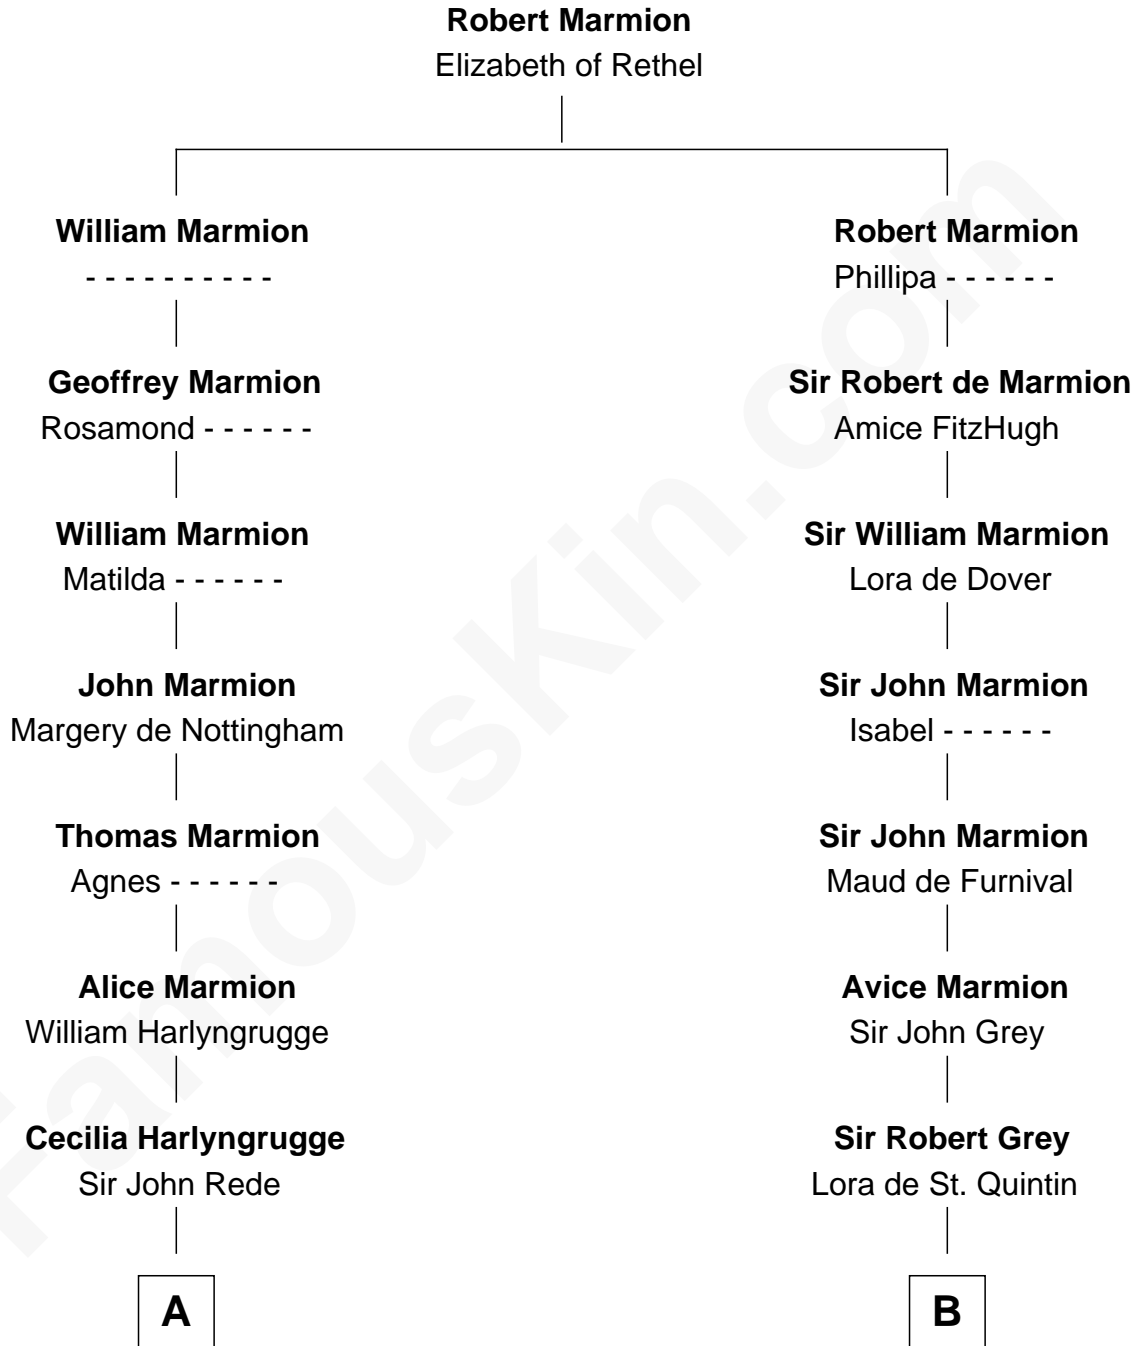 Robert Marmion
Elizabeth of Rethel
William Marmion
- - - - - - - - - -
Robert Marmion
Phillipa - - - - - -
Geoffrey Marmion
Rosamond - - - - - -
Sir Robert de Marmion
Amice FitzHugh
William Marmion
Matilda - - - - - -
Sir William Marmion
Lora de Dover
John Marmion
Margery de Nottingham
Sir John Marmion
Isabel - - - - - -
Thomas Marmion
Agnes - - - - - -
Sir John Marmion
Maud de Furnival
Alice Marmion
William Harlyngrugge
Avice Marmion
Sir John Grey
Cecilia Harlyngrugge
Sir John Rede
Sir Robert Grey
Lora de St. Quintin
A
B
FamousKin.com